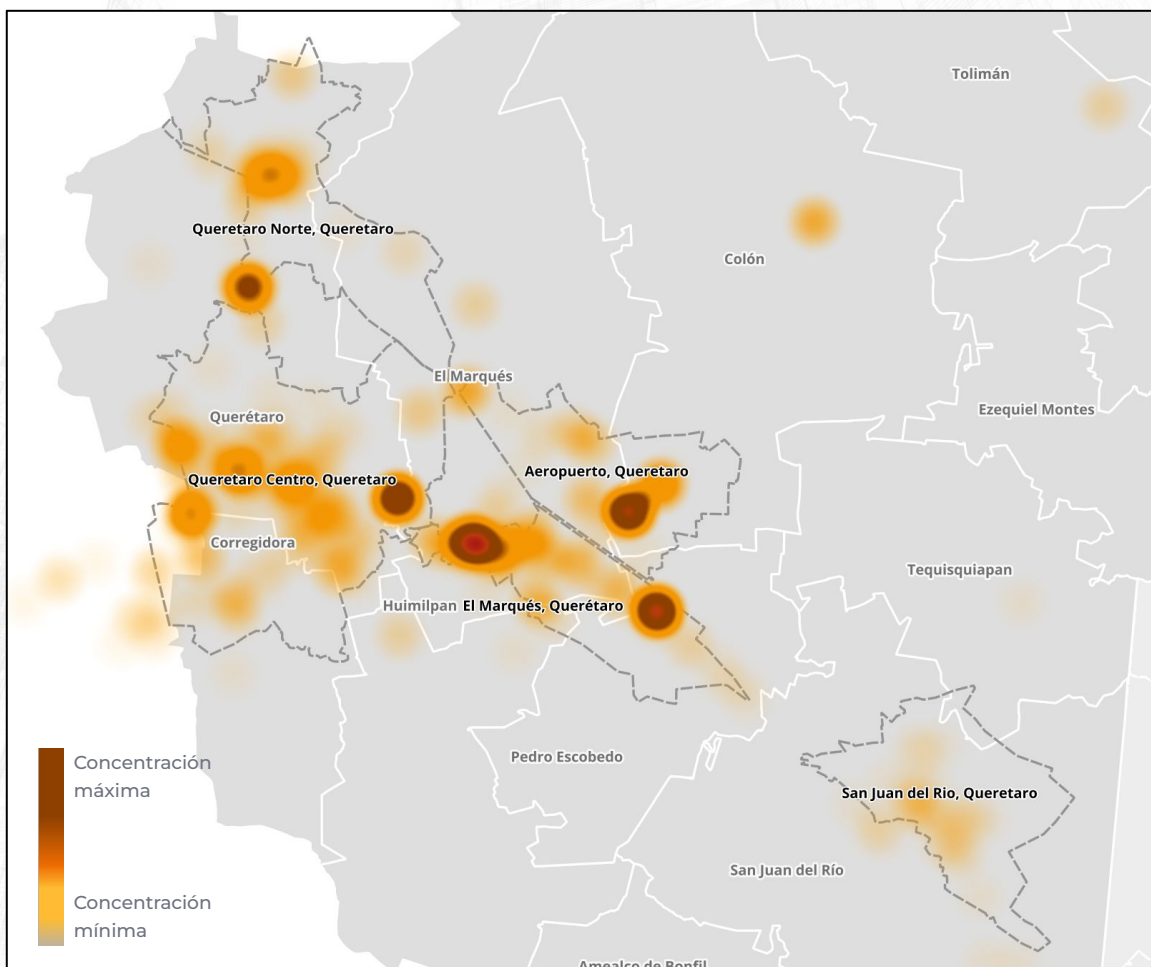 Tolimán
Queretaro Norte, Queretaro
Colón
El Marqués
Ezequiel Montes
Querétaro
Aeropuerto, Queretaro
Queretaro Centro, Queretaro
Corregidora
Tequisquiapan
Huimilpan
El Marqués, Querétaro
Pedro Escobedo
Concentración
máxima
San Juan del Rio, Queretaro
San Juan del Río
Concentración
mínima
Amealco de Bonfil